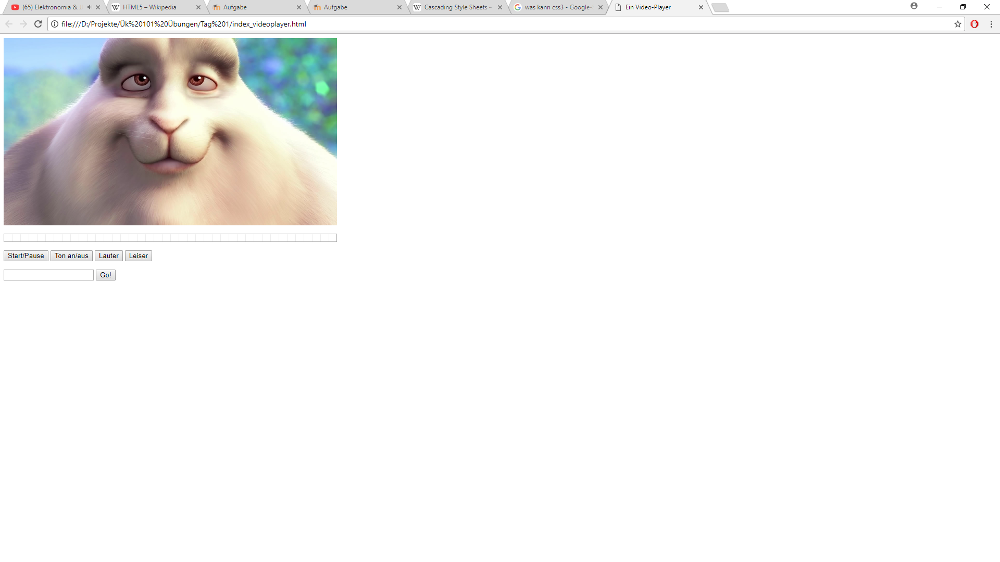 (65) Elektronomia & J
HTML5 – Wikipedia
Aufgabe
Aufgabe
Cascading Style Sheets –
was kann css3 - Google-
Ein Video-Player
file:///D:/Projekte/Ük%20101%20Übungen/Tag%201/index_videoplayer.html
Start/Pause
Ton an/aus
Lauter
Leiser
Go!